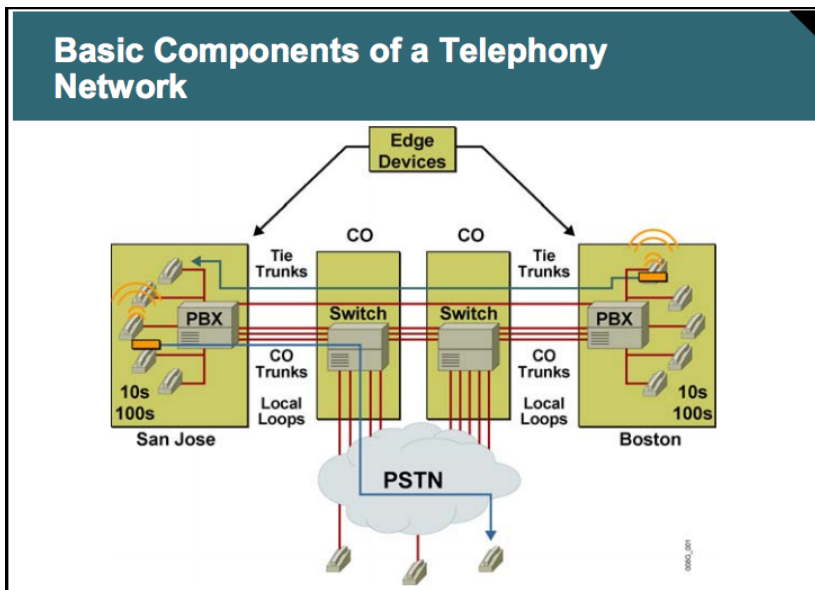 Basic Components of a Telephony
Network
Edge
Devices
CO
CO
Tie
Trunks
Tie
Trunks
PBX
Switch
Switch
PBX
CO
Trunks
CO
Trunks
10s
100s
Local
Loops
Local
Loops
10s
100s
San Jose
Boston
PSTN